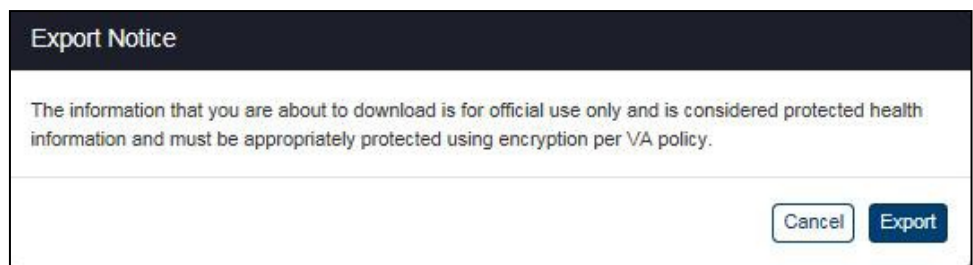 Export Notice
The information that you are about to download is for official use only and is considered protected health
information and must be appropriately protected using encryption per VA policy.
Cancel Export